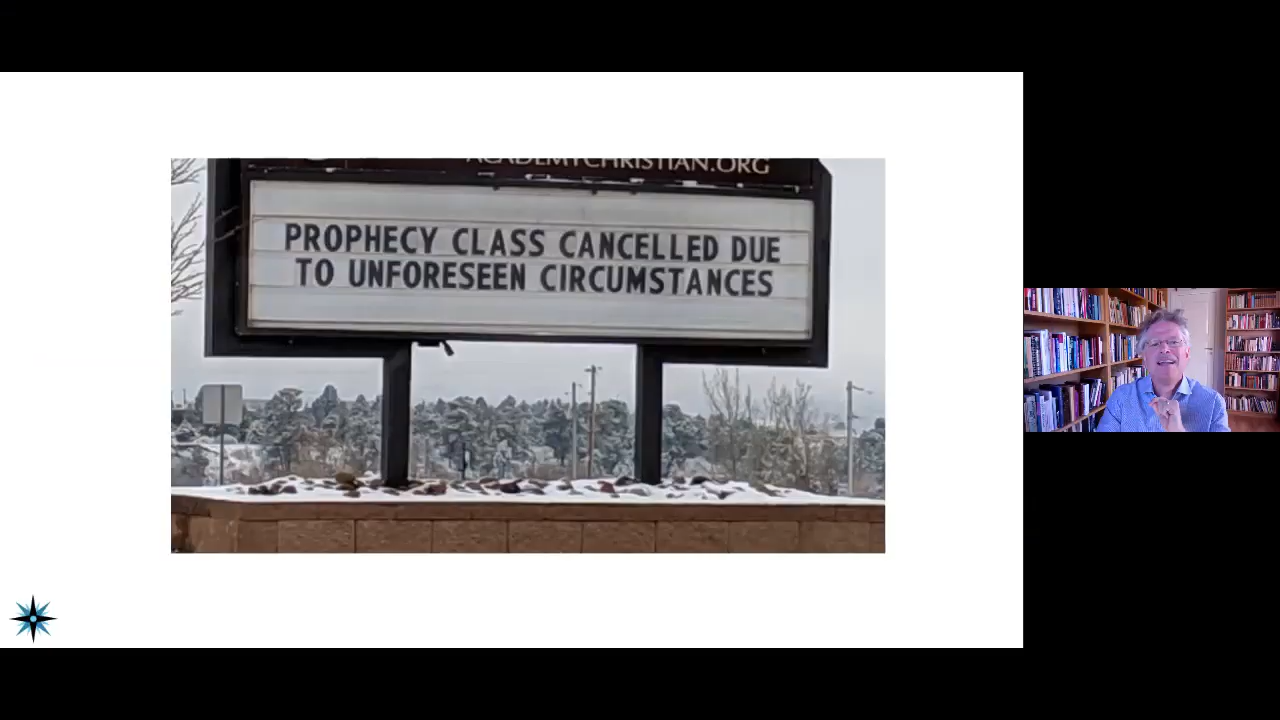 ACADEMYCHRISTIAN.ORG
PROPHECY CLASS CANCELLED DUE
TO UNFORESEEN CIRCUMSTANCES